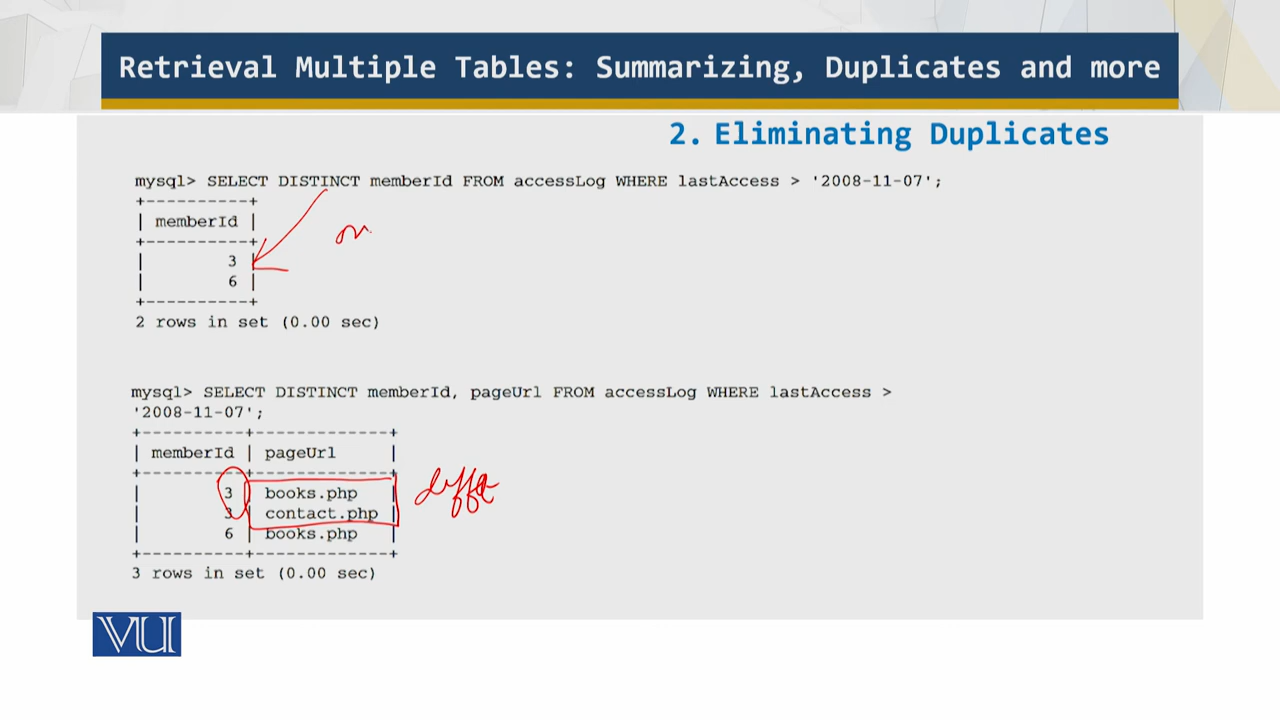 Retrieval Multiple Tables: Summarizing, Duplicates and more
2. Eliminating Duplicates
mysql> SELECT DISTINCT memberId FROM accessLog WHERE lastAccess > '2008-11-07';
+----------+
| memberId |
+----------+
|        3 |
|        6 |
+----------+
2 rows in set (0.00 sec)
mysql> SELECT DISTINCT memberId, pageUrl FROM accessLog WHERE lastAccess >
'2008-11-07';
+----------+-------------+
| memberId | pageUrl     |
+----------+-------------+
|        3 | books.php   |
|        3 | contact.php |
|        6 | books.php   |
+----------+-------------+
3 rows in set (0.00 sec)
VU